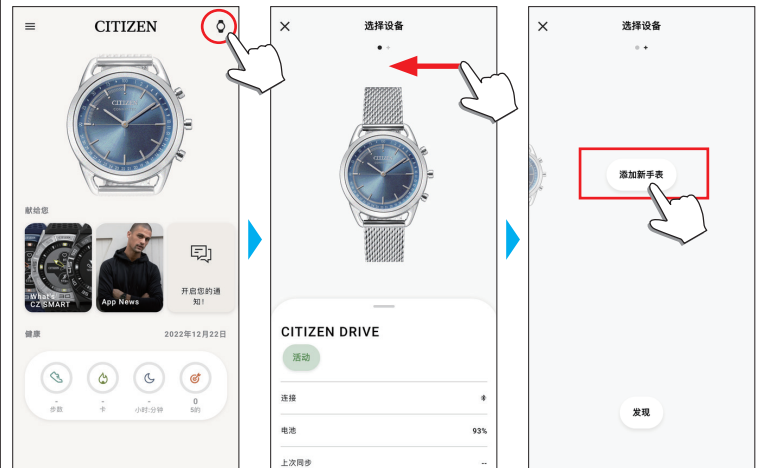 CITIZEN
CITIZEN
献给您
What's
CZ SMART
App News
开启您的通
知！
健康
2022年12月22日
-
步数
-
卡
-
小时:分钟
0
5的
选择设备
CITIZEN
CITIZEN DRIVE
活动
连接
电池
93%
上次同步
--
选择设备
添加新手表
发现